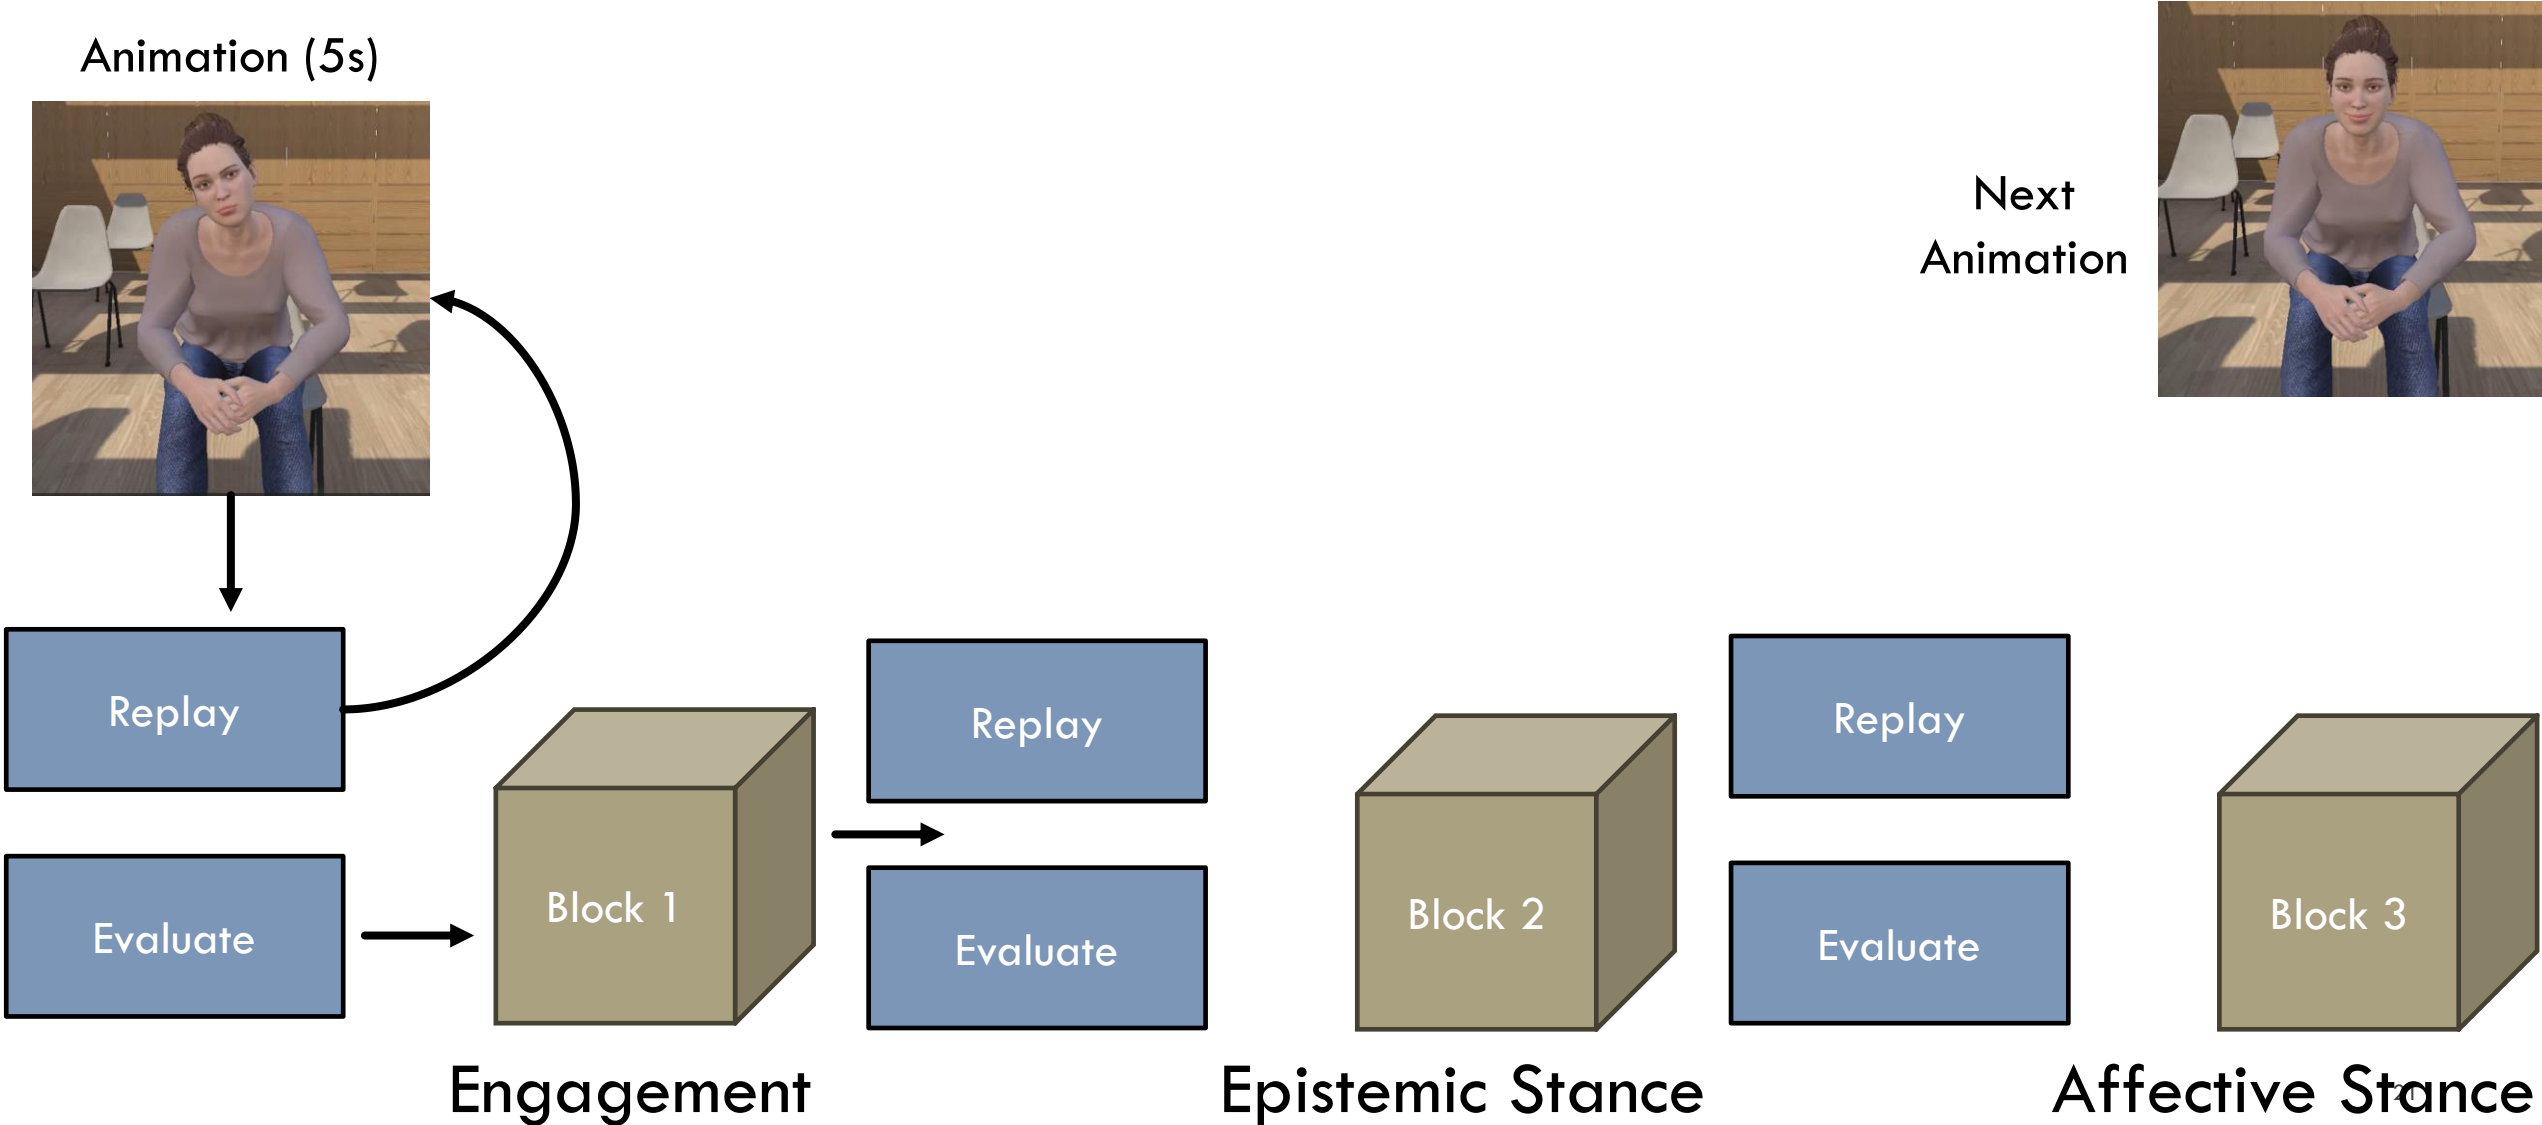 Animation (5s)
Next
Animation
Replay
Evaluate
Block 1
Replay
Evaluate
Block 2
Replay
Evaluate
Block 3
Engagement
Epistemic Stance
Affective Stance
21